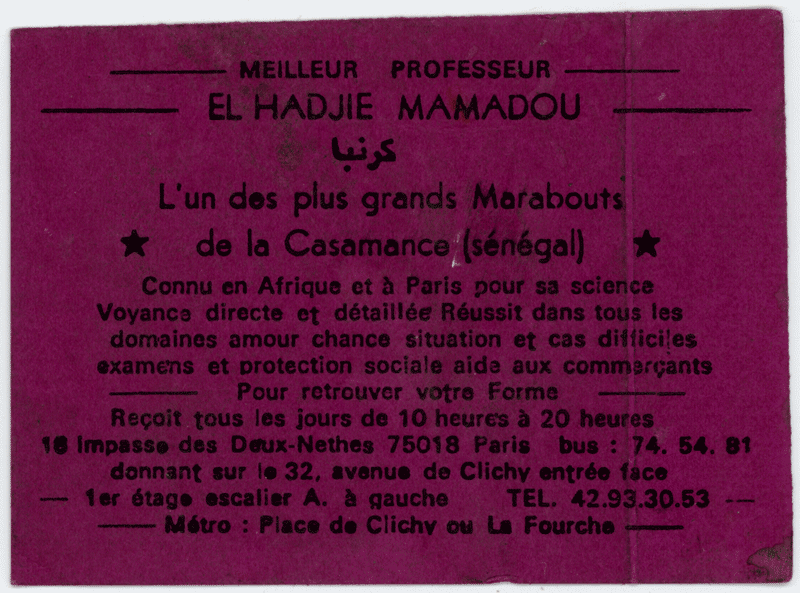 MEILLEUR PROFESSEUR
EL HADJIE MAMADOU
كرنبا
L'un des plus grands Marabouts
de la Casamance (sénégal)
Connu en Afrique et à Paris pour sa science
Voyance directe et détaillée Réussit dans tous les
domaines amour chance situation et cas difficiles
examens et protection sociale aide aux commerçants
Pour retrouver votre Forme
Reçoit tous les jours de 10 heures à 20 heures
Impasse des Deux-Nethes 75018 Paris bus : 74. 54. 81
donnant sur le 32, avenue de Clichy entrée face
1er étage escalier A. à gauche TEL. 42.93.30.53
Métro : Place de Clichy ou La Fourche